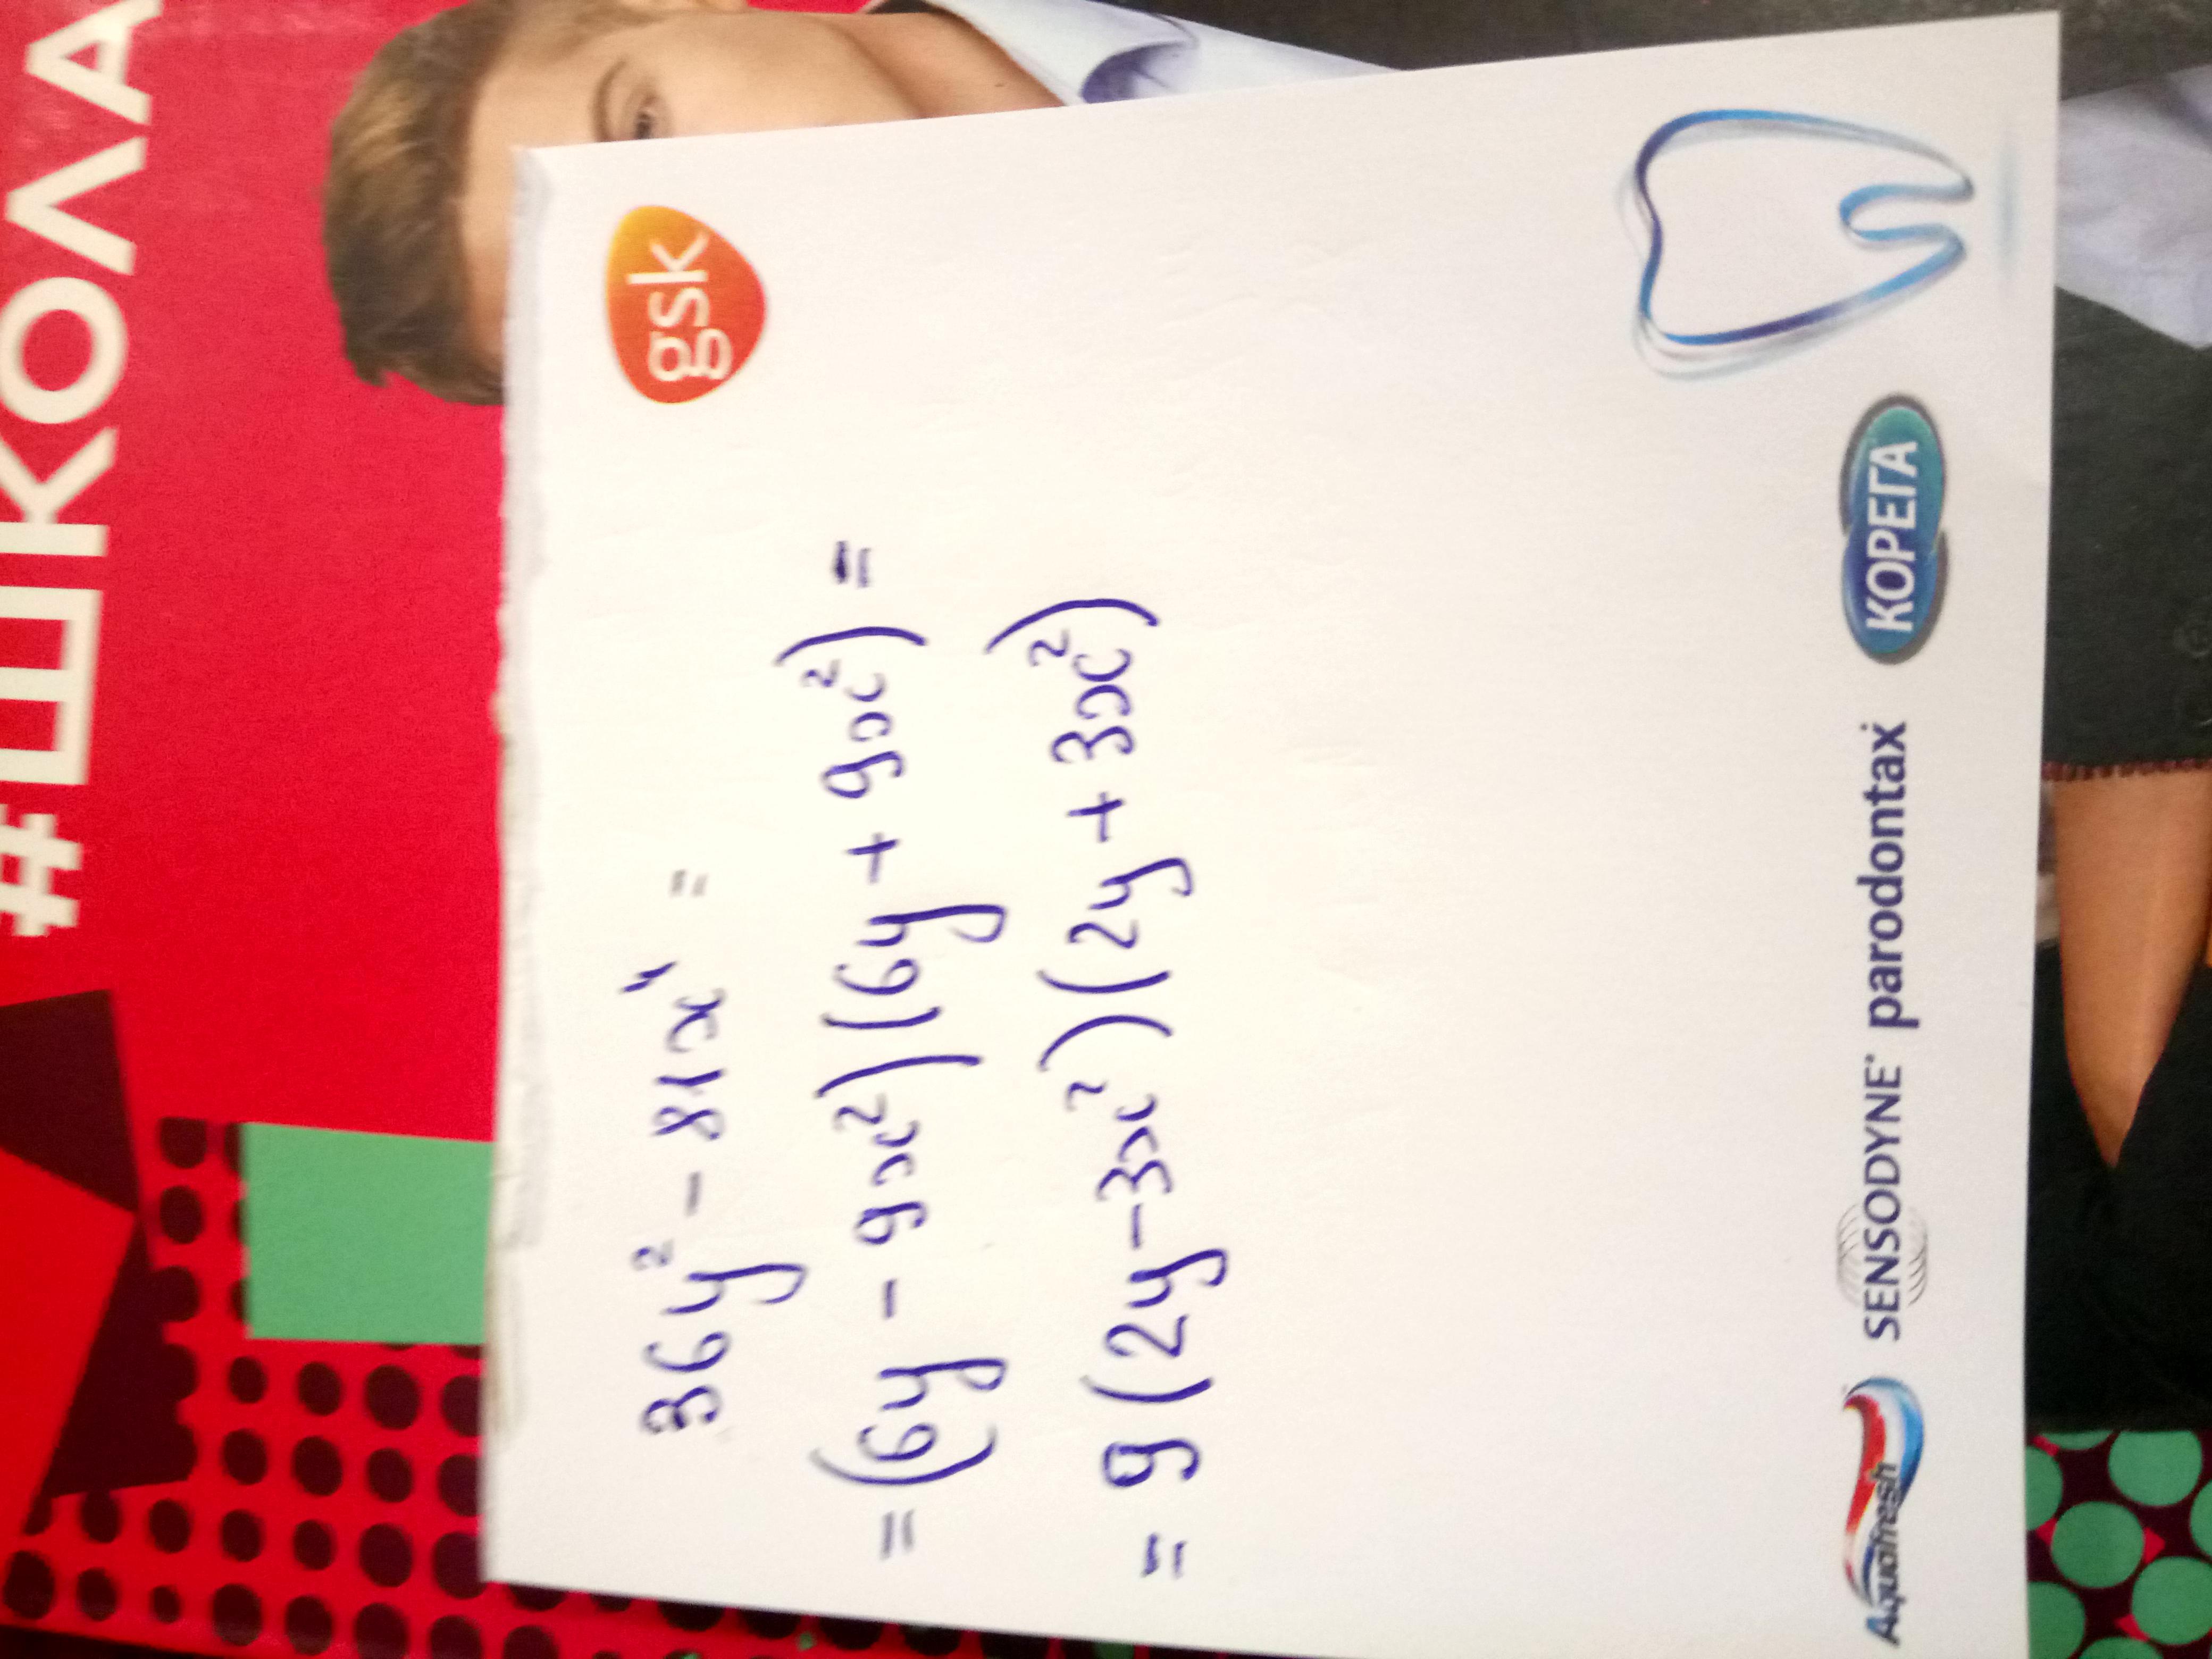 #ШКОЛА
gsk
36y² - 81x⁴ =
= (6y - 9x²)(6y + 9x²) =
= 9(2y - 3x²)(2y + 3x²)
Aquafresh SENSODYNE® parodontax КОРЕГА